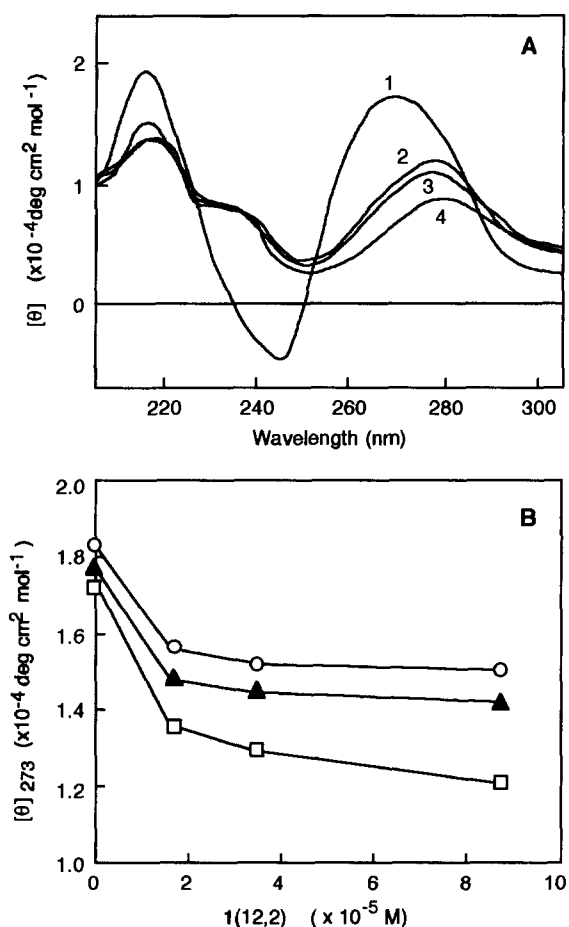 A
2
1
0
[θ] (x10⁻⁴deg cm² mol⁻¹)
1
2
3
4
220 240 260 280 300
Wavelength (nm)
B
2.0
1.8
1.6
1.4
1.2
1.0
[θ]₂₇₃ (x10⁻⁴ deg cm² mol⁻¹)
0 2 4 6 8 10
1(12,2) ( x 10⁻⁵ M)